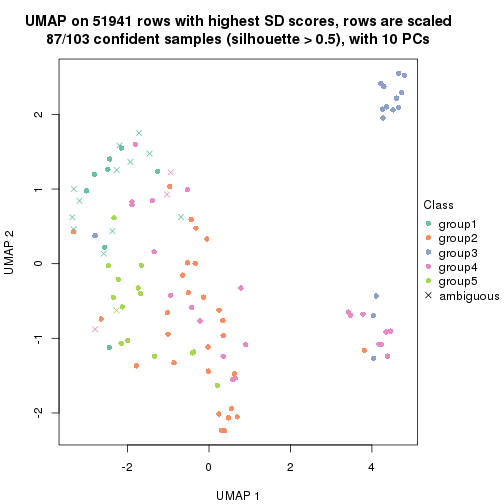 UMAP on 51941 rows with highest SD scores, rows are scaled
87/103 confident samples (silhouette > 0.5), with 10 PCs
UMAP 2
2
1
0
-1
-2
-2
0
2
4
UMAP 1
Class
group1
group2
group3
group4
group5
ambiguous